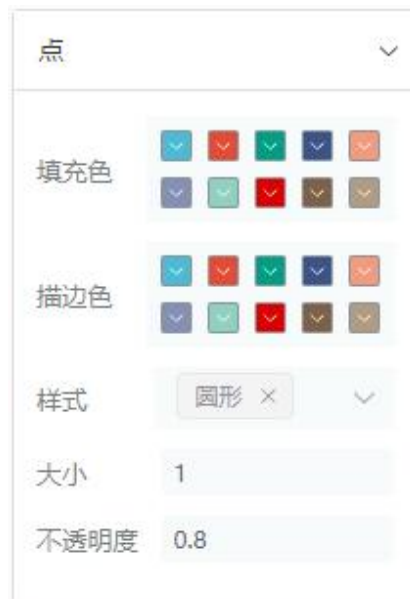 点
填充色
描边色
样式 圆形 ×
大小 1
不透明度 0.8